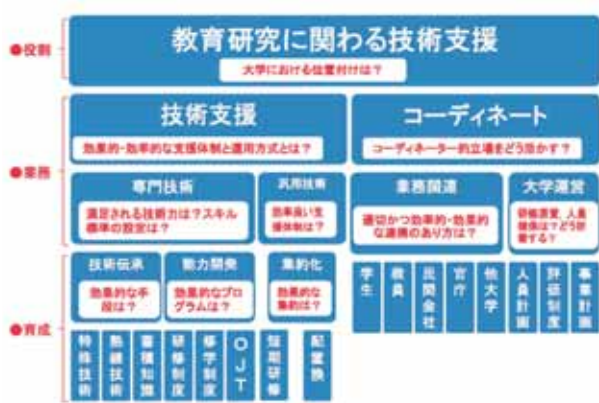 ●役割
教育研究に関わる技術支援
大学における位置付けは？
●業務
技術支援
効果的・効率的な支援体制と運用方式とは？
コーディネート
コーディネーター的立場をどう活かす？
専門技術
満足される技術力は？スキル
標準の設定は？
汎用技術
効率良い支
援体制は？
業務関連
適切かつ効率的・効果的
な連携のあり方は？
大学運営
研修運営、人員
確保は？どう計
着する？
●育成
技術伝承
効果的な手
段は？
能力開発
効果的なプロ
グラムは？
集約化
効果的な
集約は？
特殊技術
熟練技術
蓄積知識
研修制度
修学制度
OJT
短期研修
配置換
学生
教員
民間会社
官庁
他大学
人員計画
評価制度
事業計画